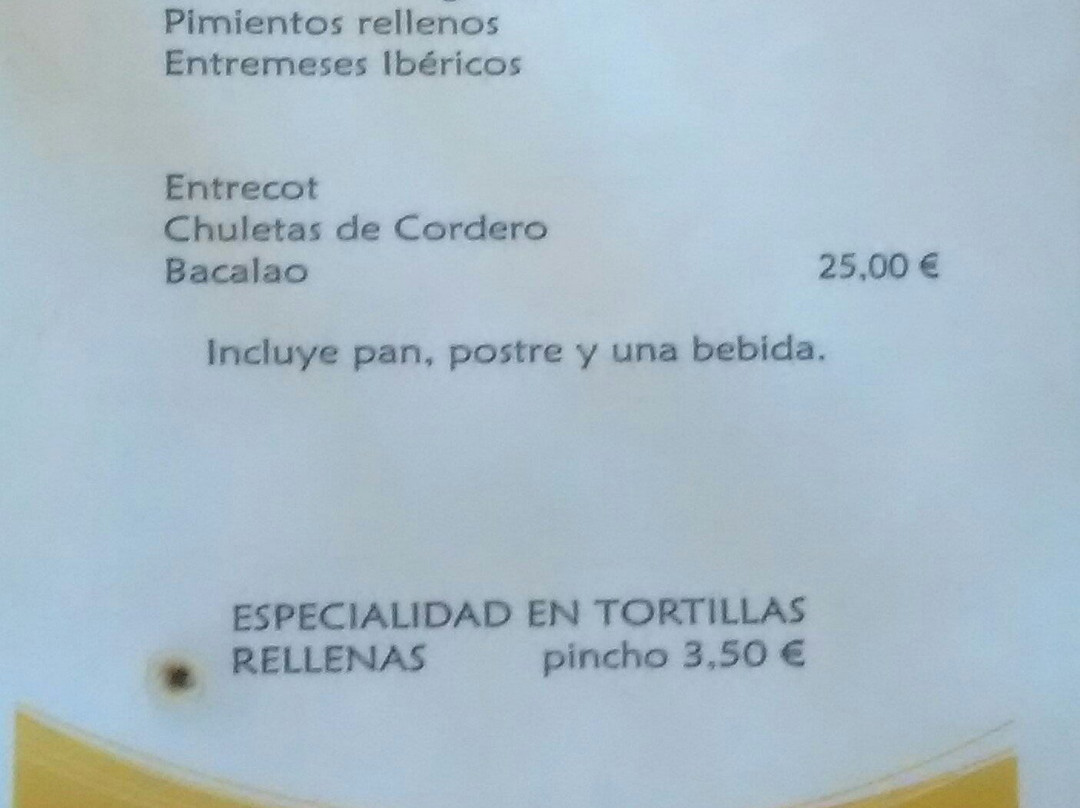 Pimientos rellenos
Entremeses Ibéricos
Entrecot
Chuletas de Cordero
Bacalao 25,00 €
Incluye pan, postre y una bebida.
ESPECIALIDAD EN TORTILLAS
RELLENAS pincho 3,50 €